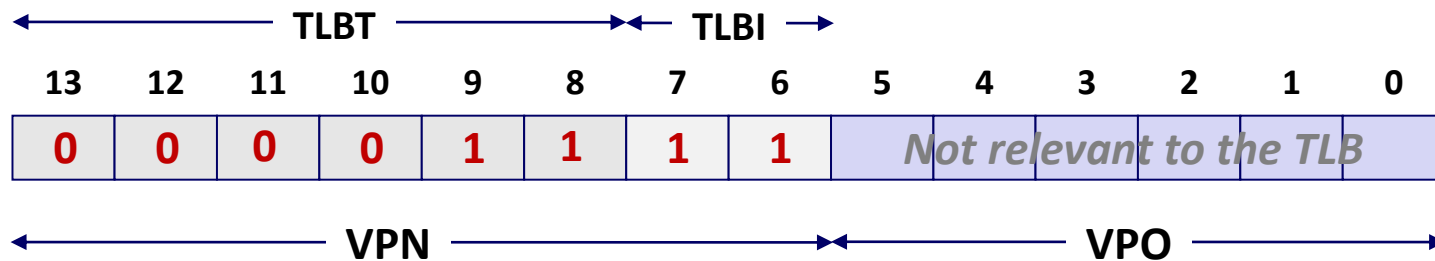 TLBT TLBI
13 12 11 10 9 8 7 6 5 4 3 2 1 0
0 0 0 0 1 1 1 1 Not relevant to the TLB
VPN VPO